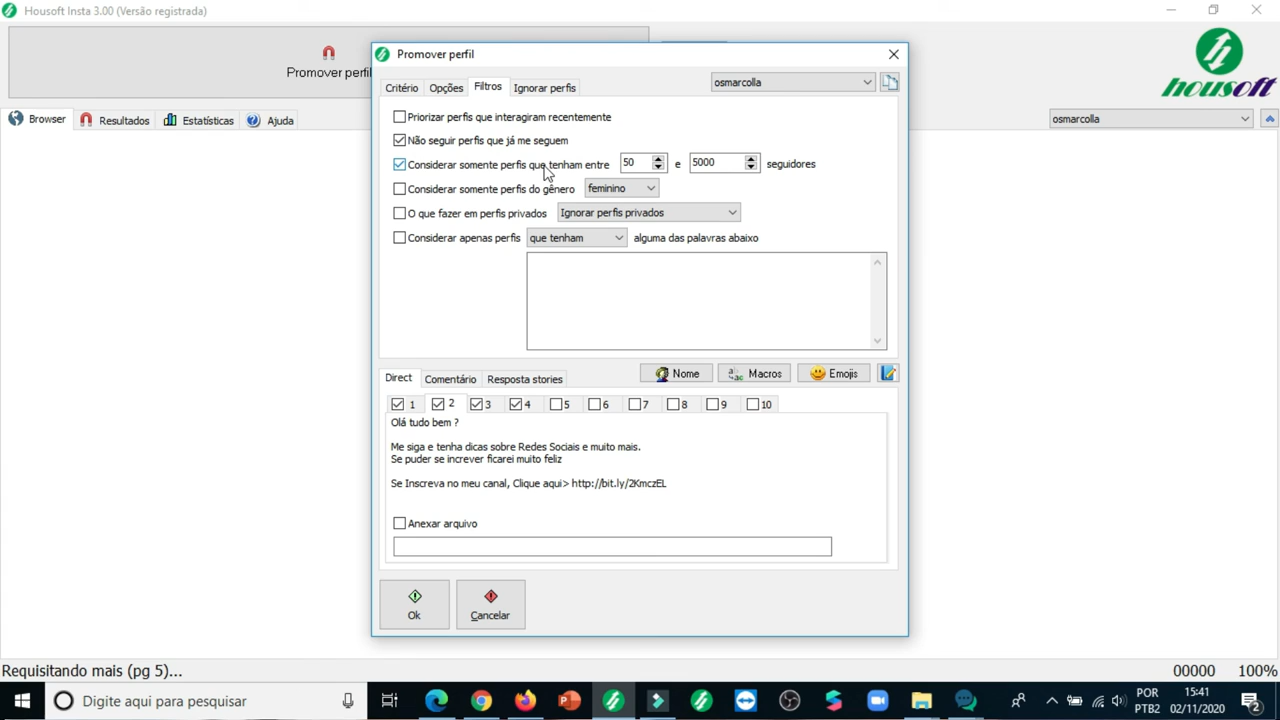 Housoft Insta 3.00 (Versão registrada)
Promover perfil
housoft
Browser
Resultados
Estatísticas
Ajuda
osmarcolla
Promover perfil
Critério
Opções
Filtros
Ignorar perfis
osmarcolla
Priorizar perfis que interagiram recentemente
Não seguir perfis que já me seguem
Considerar somente perfis que tenham entre 50 e 5000 seguidores
Considerar somente perfis do gênero feminino
O que fazer em perfis privados Ignorar perfis privados
Considerar apenas perfis que tenham alguma das palavras abaixo
Direct
Comentário
Resposta stories
Nome
Macros
Emojis
1 2 3 4 5 6 7 8 9 10
Olá tudo bem ?
Me siga e tenha dicas sobre Redes Sociais e muito mais.
Se puder se increver ficarei muito feliz
Se Inscreva no meu canal, Clique aqui> http://bit.ly/2KmczEL
Anexar arquivo
Ok
Cancelar
Requisitando mais (pg 5)...
00000
100%
Digite aqui para pesquisar
POR
PTB2
15:41
02/11/2020
2